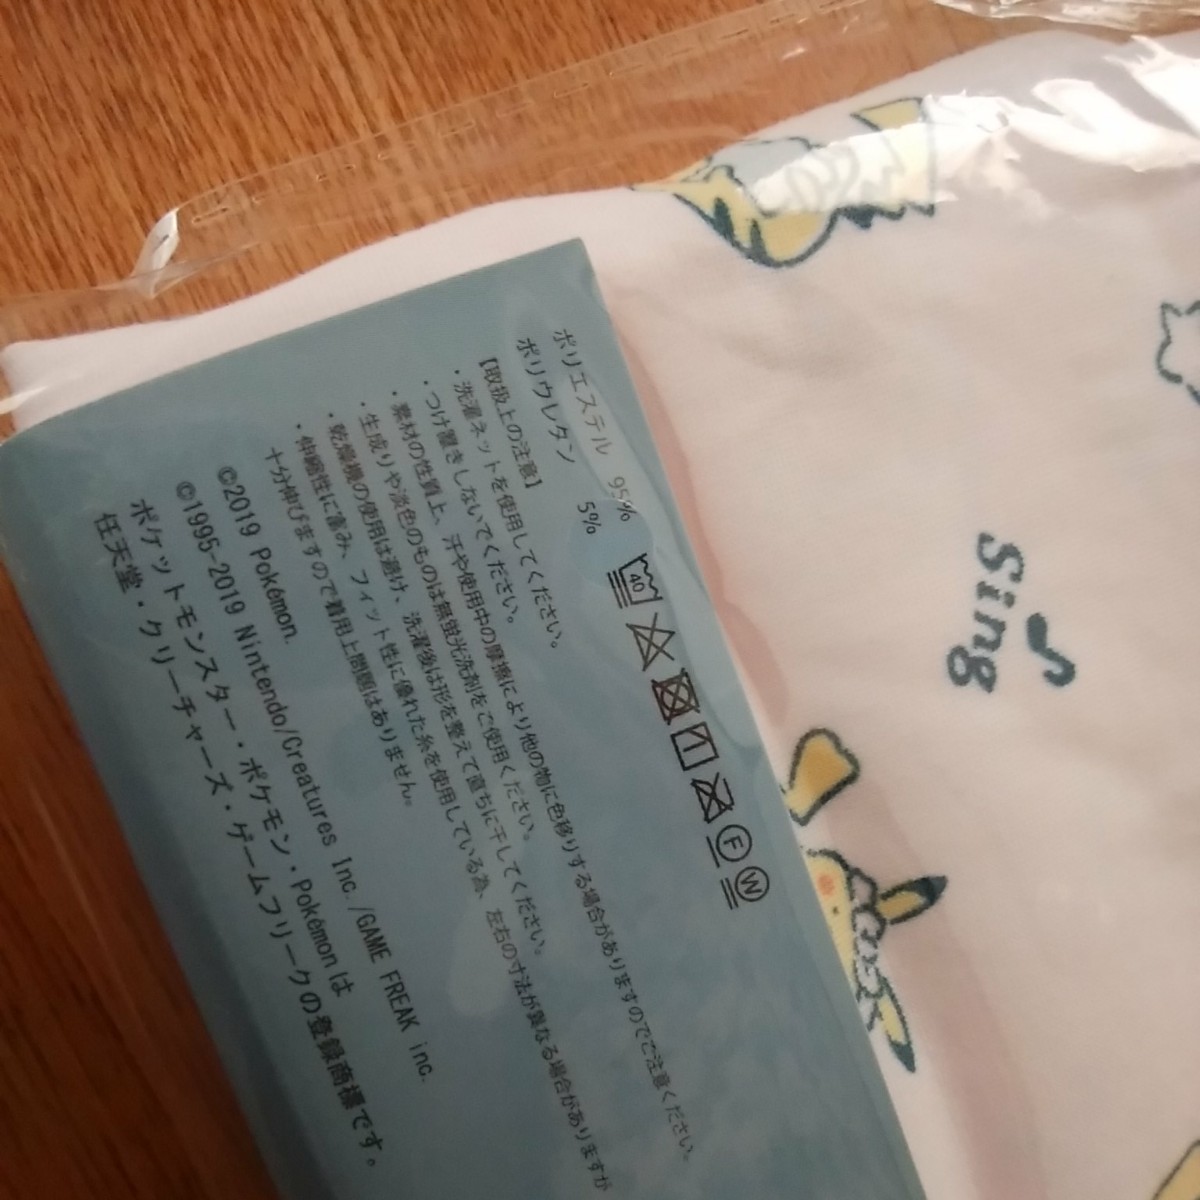 ポリエステル 95%
ポリウレタン 5%
【取扱上の注意】
・洗濯ネットを使用してください。
・つけ置きしないでください。
・素材の性質上、汗や使用中の摩擦により他の物に色移りする場合がありますのでご注意ください。
・生成りや淡色のものは無蛍光洗剤をご使用ください。
・乾燥機の使用は避け、洗濯後は形を整えて直ちに干してください。
・伸縮性に富み、フィット性に優れた糸を使用している為、左右の寸法が異なる場合がありますが
十分伸びますので着用上問題はありません。
©2019 Pokémon.
©1995-2019 Nintendo/Creatures Inc./GAME FREAK inc.
ポケットモンスター・ポケモン・Pokémonは
任天堂・クリーチャーズ・ゲームフリークの登録商標です。
40
F
W
Sing